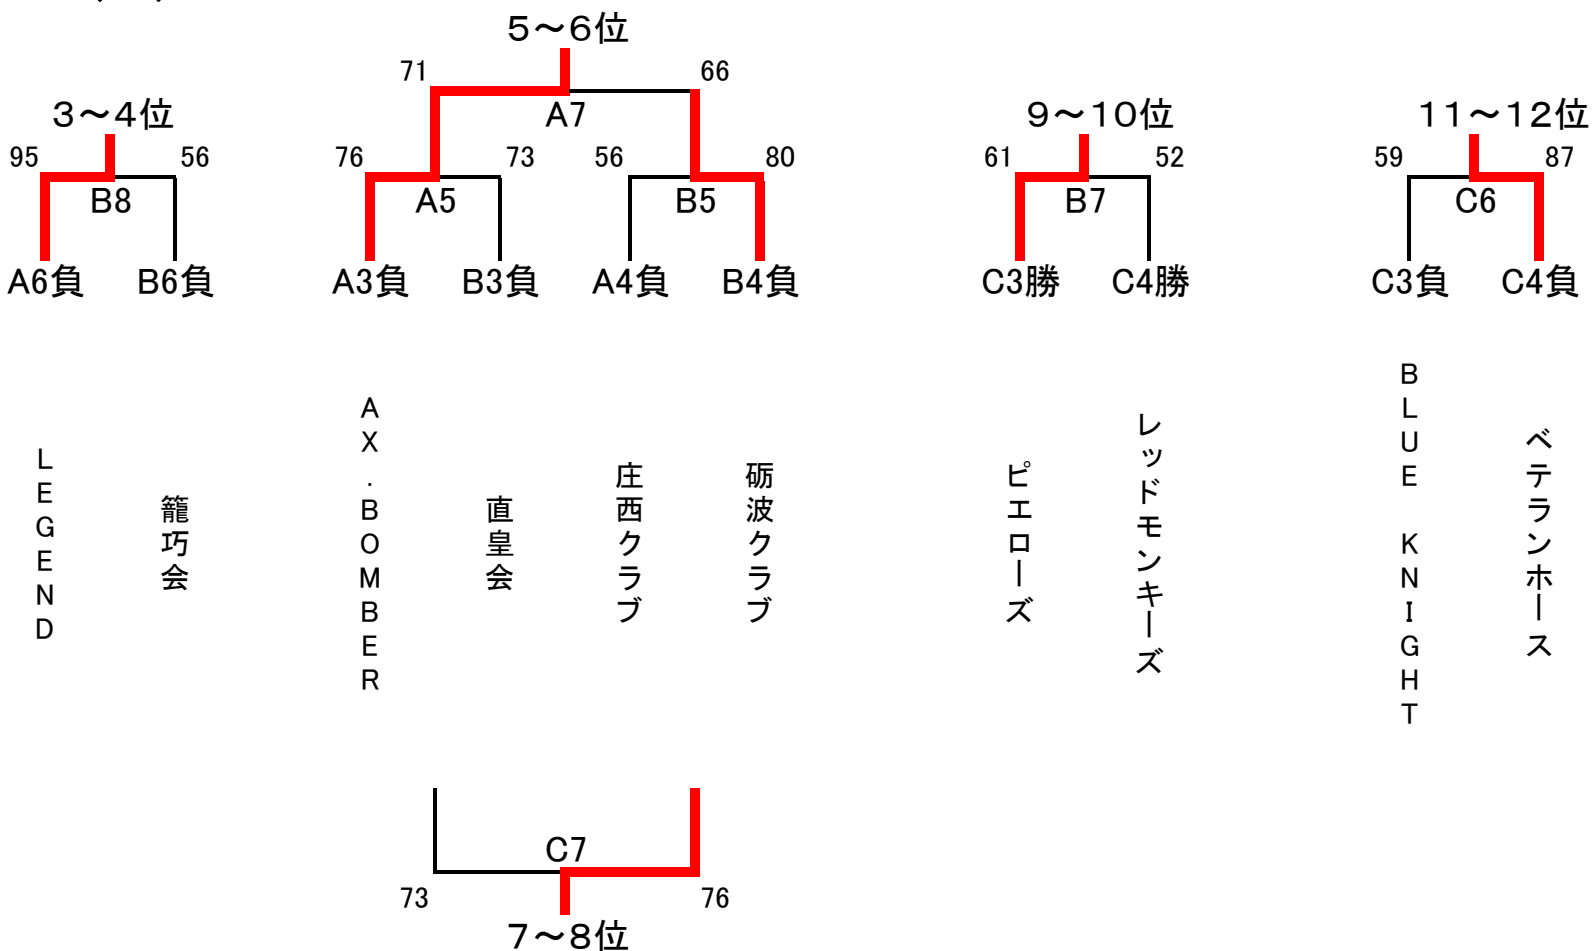 5～6位
71 66
A7
3～4位
95 56
B8
76 73 56 80
A5 B5
9～10位
61 52
B7
11～12位
59 87
C6
A6負 B6負 A3負 B3負 A4負 B4負 C3勝 C4勝 C3負 C4負
LEGEND
籠巧会
AX.BOMBER
直皇会
庄西クラブ
砺波クラブ
ピエローズ
レッドモンキーズ
BLUE KNIGHT
ベテランホース
C7
73 76
7～8位